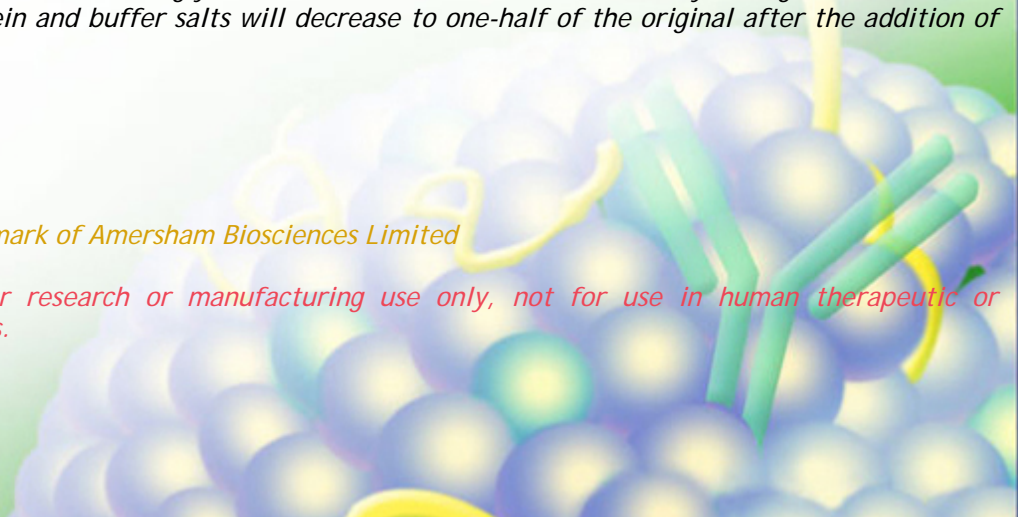 ein and buffer salts will decrease to one-half of the original after the addition of
mark of Amersham Biosciences Limited
r research or manufacturing use only, not for use in human therapeutic or
s.